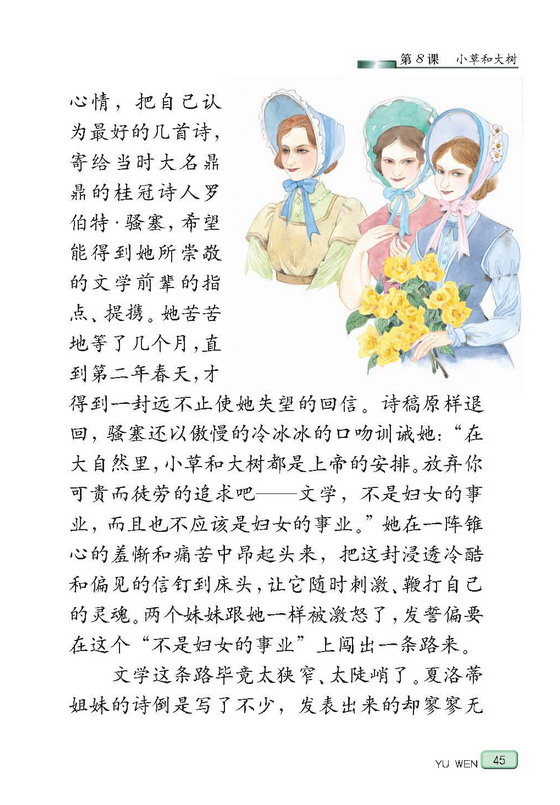 第8课 小草和大树
心情，把自己认
为最好的几首诗，
寄给当时大名鼎
鼎的桂冠诗人罗
伯特·骚塞，希望
能得到她所崇敬
的文学前辈的指
点、提携。她苦苦
地等了几个月，直
到第二年春天，才
得到一封远不止使她失望的回信。诗稿原样退
回，骚塞还以傲慢的冷冰冰的口吻训诫她：“在
大自然里，小草和大树都是上帝的安排。放弃你
可贵而徒劳的追求吧——文学，不是妇女的事
业，而且也不应该是妇女的事业。”她在一阵锥
心的羞惭和痛苦中昂起头来，把这封浸透冷酷
和偏见的信钉到床头，让它随时刺激、鞭打自己
的灵魂。两个妹妹跟她一样被激怒了，发誓偏要
在这个“不是妇女的事业”上闯出一条路来。
文学这条路毕竟太狭窄、太陡峭了。夏洛蒂
姐妹的诗倒是写了不少，发表出来的却寥寥无
YU WEN 45